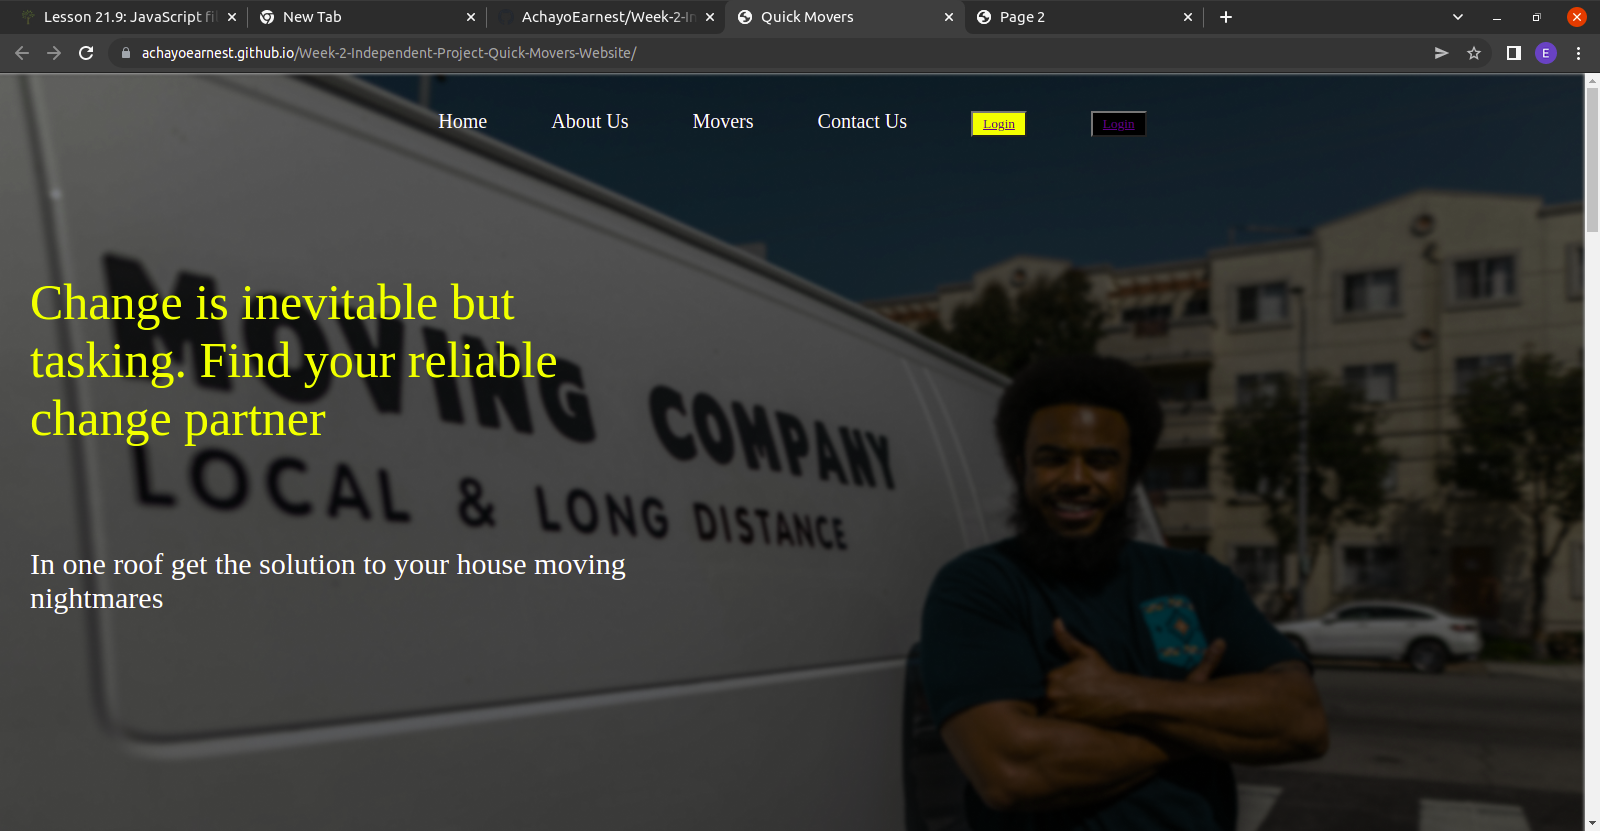 Lesson 21.9: JavaScript fil
New Tab
AchayoEarnest/Week-2-In
Quick Movers
Page 2
achayoearnest.github.io/Week-2-Independent-Project-Quick-Movers-Website/
E
Home About Us Movers Contact Us Login Login
Change is inevitable but
tasking. Find your reliable
change partner
MOVING COMPANY
LOCAL & LONG DISTANCE
In one roof get the solution to your house moving
nightmares